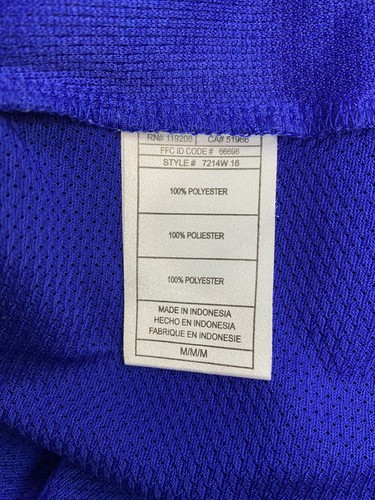 RN# 119208 CA# 51966
FFC ID CODE # 66696
STYLE # 7214W 16
100% POLYESTER
100% POLIESTER
100% POLYESTER
MADE IN INDONESIA
HECHO EN INDONESIA
FABRIQUE EN INDONESIE
M/M/M